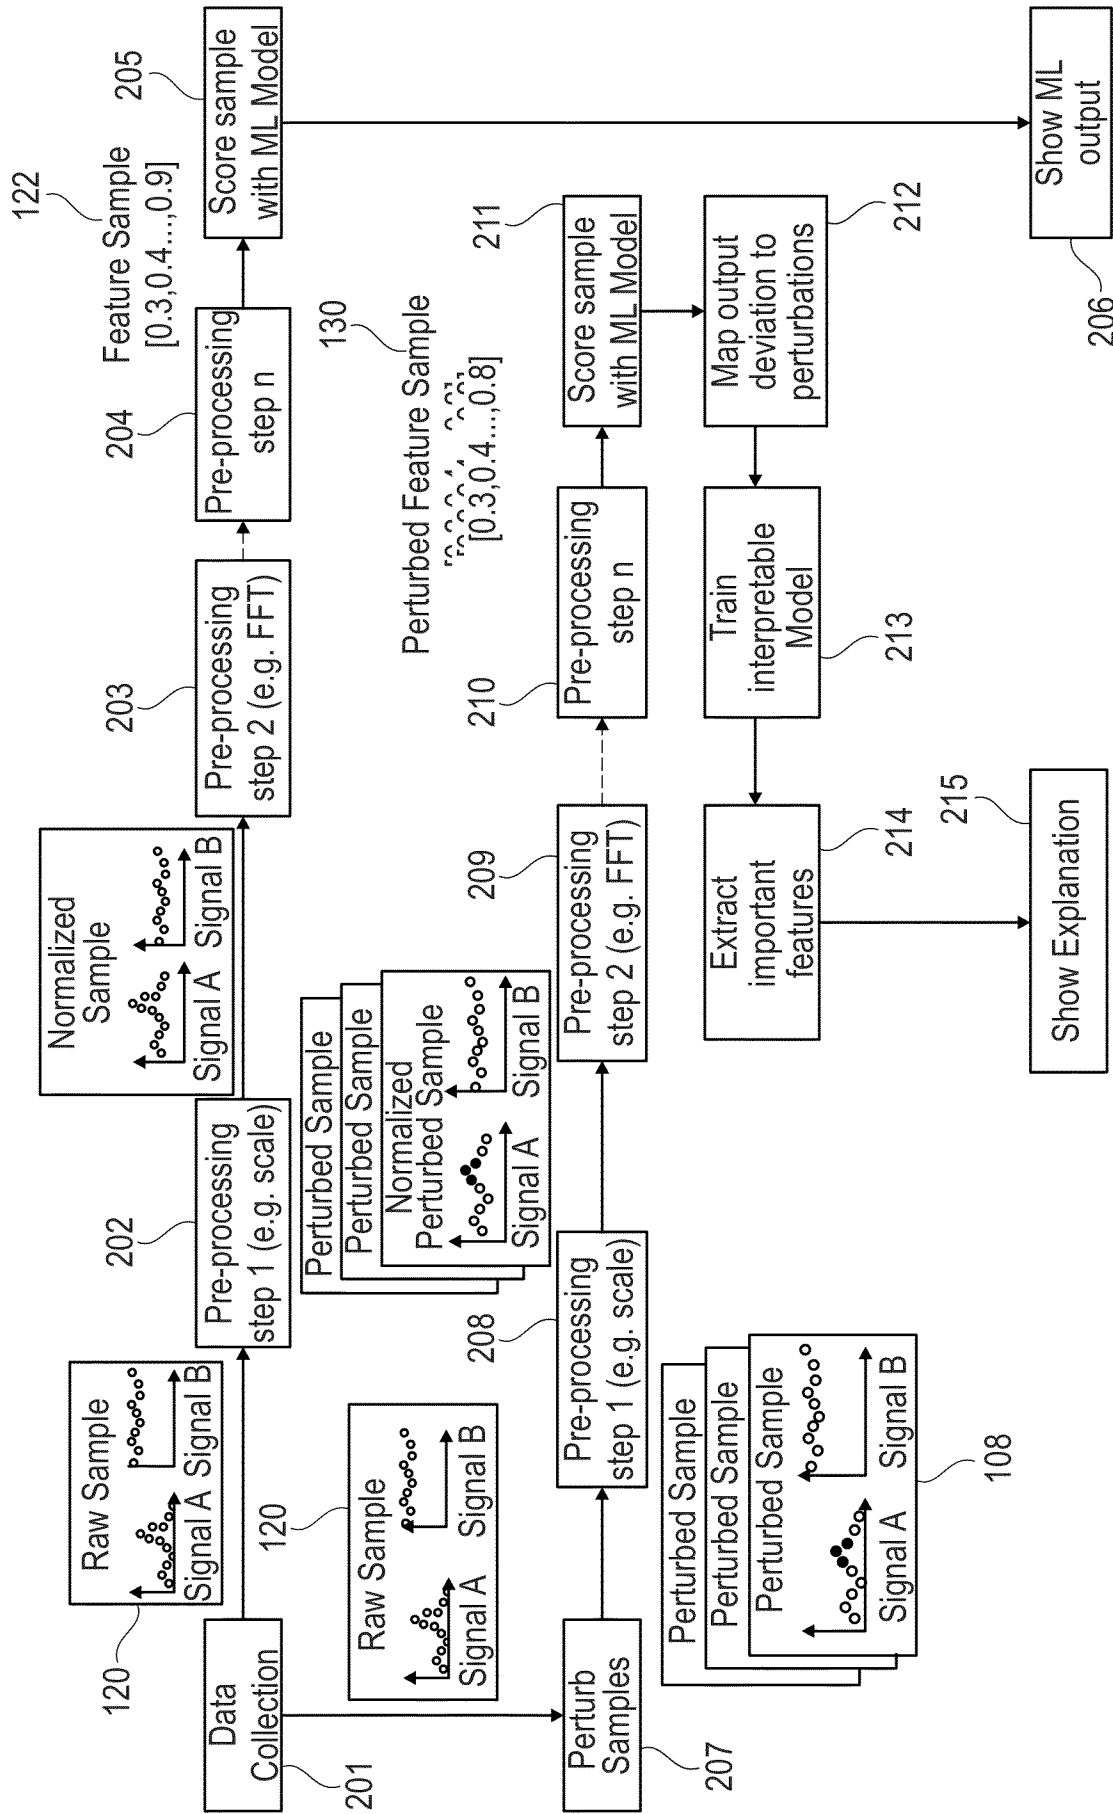 120
Raw Sample
Signal A
Signal B
Data
Collection
201
202
Pre-processing
step 1 (e.g. scale)
Normalized
Sample
Signal A
Signal B
203
Pre-processing
step 2 (e.g. FFT)
204
Pre-processing
step n
122
Feature Sample
[0.3,0.4...,0.9]
205
Score sample
with ML Model
120
Raw Sample
Signal A
Signal B
Perturb
Samples
207
Perturbed Sample
Perturbed Sample
Perturbed Sample
Signal A
Signal B
108
208
Pre-processing
step 1 (e.g. scale)
Perturbed Sample
Perturbed Sample
Normalized
Perturbed Sample
Signal A
Signal B
209
Pre-processing
step 2 (e.g. FFT)
210
Pre-processing
step n
130
Perturbed Feature Sample
[0.3,0.4...,0.8]
211
Score sample
with ML Model
Map output
deviation to
perturbations
212
Train
interpretable
Model
213
Extract
important
features
214
215
Show Explanation
Show ML
output
206